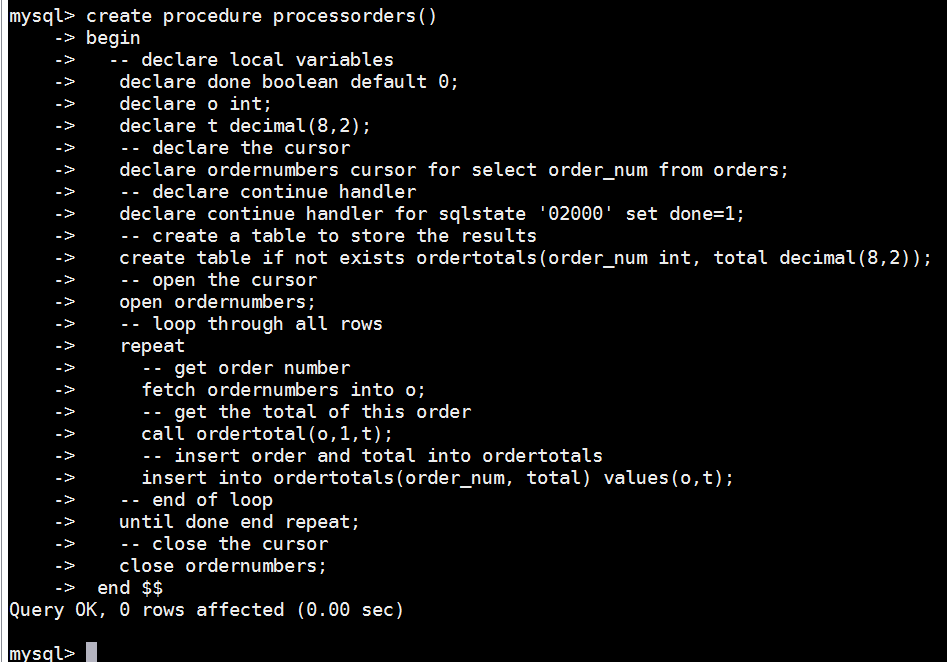 mysql> create procedure processorders()
    -> begin
    ->   -- declare local variables
    ->    declare done boolean default 0;
    ->    declare o int;
    ->    declare t decimal(8,2);
    ->    -- declare the cursor
    ->    declare ordernumbers cursor for select order_num from orders;
    ->    -- declare continue handler
    ->    declare continue handler for sqlstate '02000' set done=1;
    ->    -- create a table to store the results
    ->    create table if not exists ordertotals(order_num int, total decimal(8,2));
    ->    -- open the cursor
    ->    open ordernumbers;
    ->    -- loop through all rows
    ->    repeat
    ->      -- get order number
    ->      fetch ordernumbers into o;
    ->      -- get the total of this order
    ->      call ordertotal(o,1,t);
    ->      -- insert order and total into ordertotals
    ->      insert into ordertotals(order_num, total) values(o,t);
    ->    -- end of loop
    ->    until done end repeat;
    ->    -- close the cursor
    ->    close ordernumbers;
    ->  end $$
Query OK, 0 rows affected (0.00 sec)

mysql>